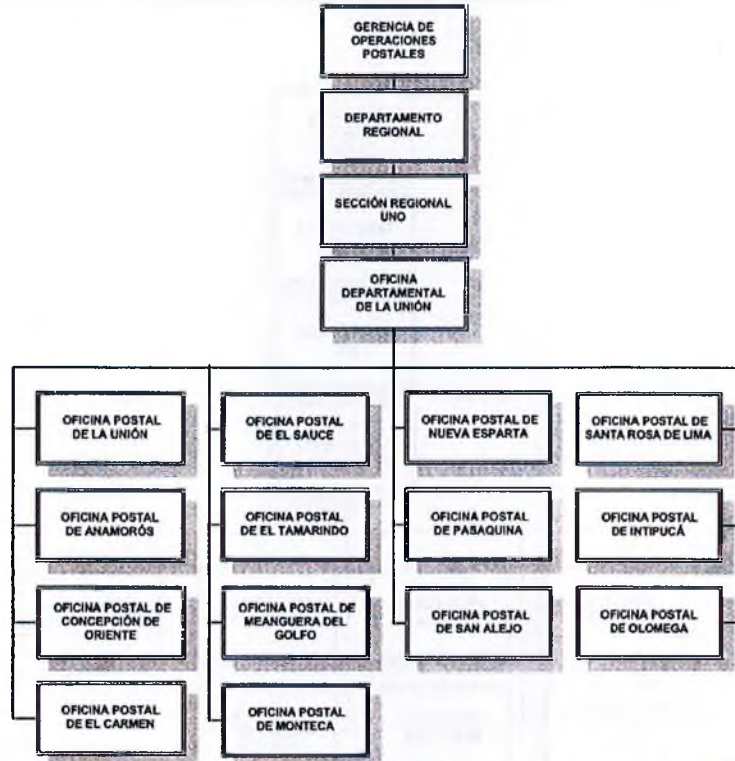 GERENCIA DE
OPERACIONES
POSTALES
DEPARTAMENTO
REGIONAL
SECCIÓN REGIONAL
UNO
OFICINA
DEPARTAMENTAL
DE LA UNIÓN
OFICINA POSTAL
DE LA UNIÓN
OFICINA POSTAL
DE EL SAUCE
OFICINA POSTAL DE
NUEVA ESPARTA
OFICINA POSTAL DE
SANTA ROSA DE LIMA
OFICINA POSTAL
DE ANAMORÓS
OFICINA POSTAL
DE EL TAMARINDO
OFICINA POSTAL
DE PASAQUINA
OFICINA POSTAL
DE INTIPUCÁ
OFICINA POSTAL DE
CONCEPCIÓN DE
ORIENTE
OFICINA POSTAL DE
MEANGUERA DEL
GOLFO
OFICINA POSTAL
DE SAN ALEJO
OFICINA POSTAL
DE OLOMEGA
OFICINA POSTAL
DE EL CARMEN
OFICINA POSTAL
DE MONTECA